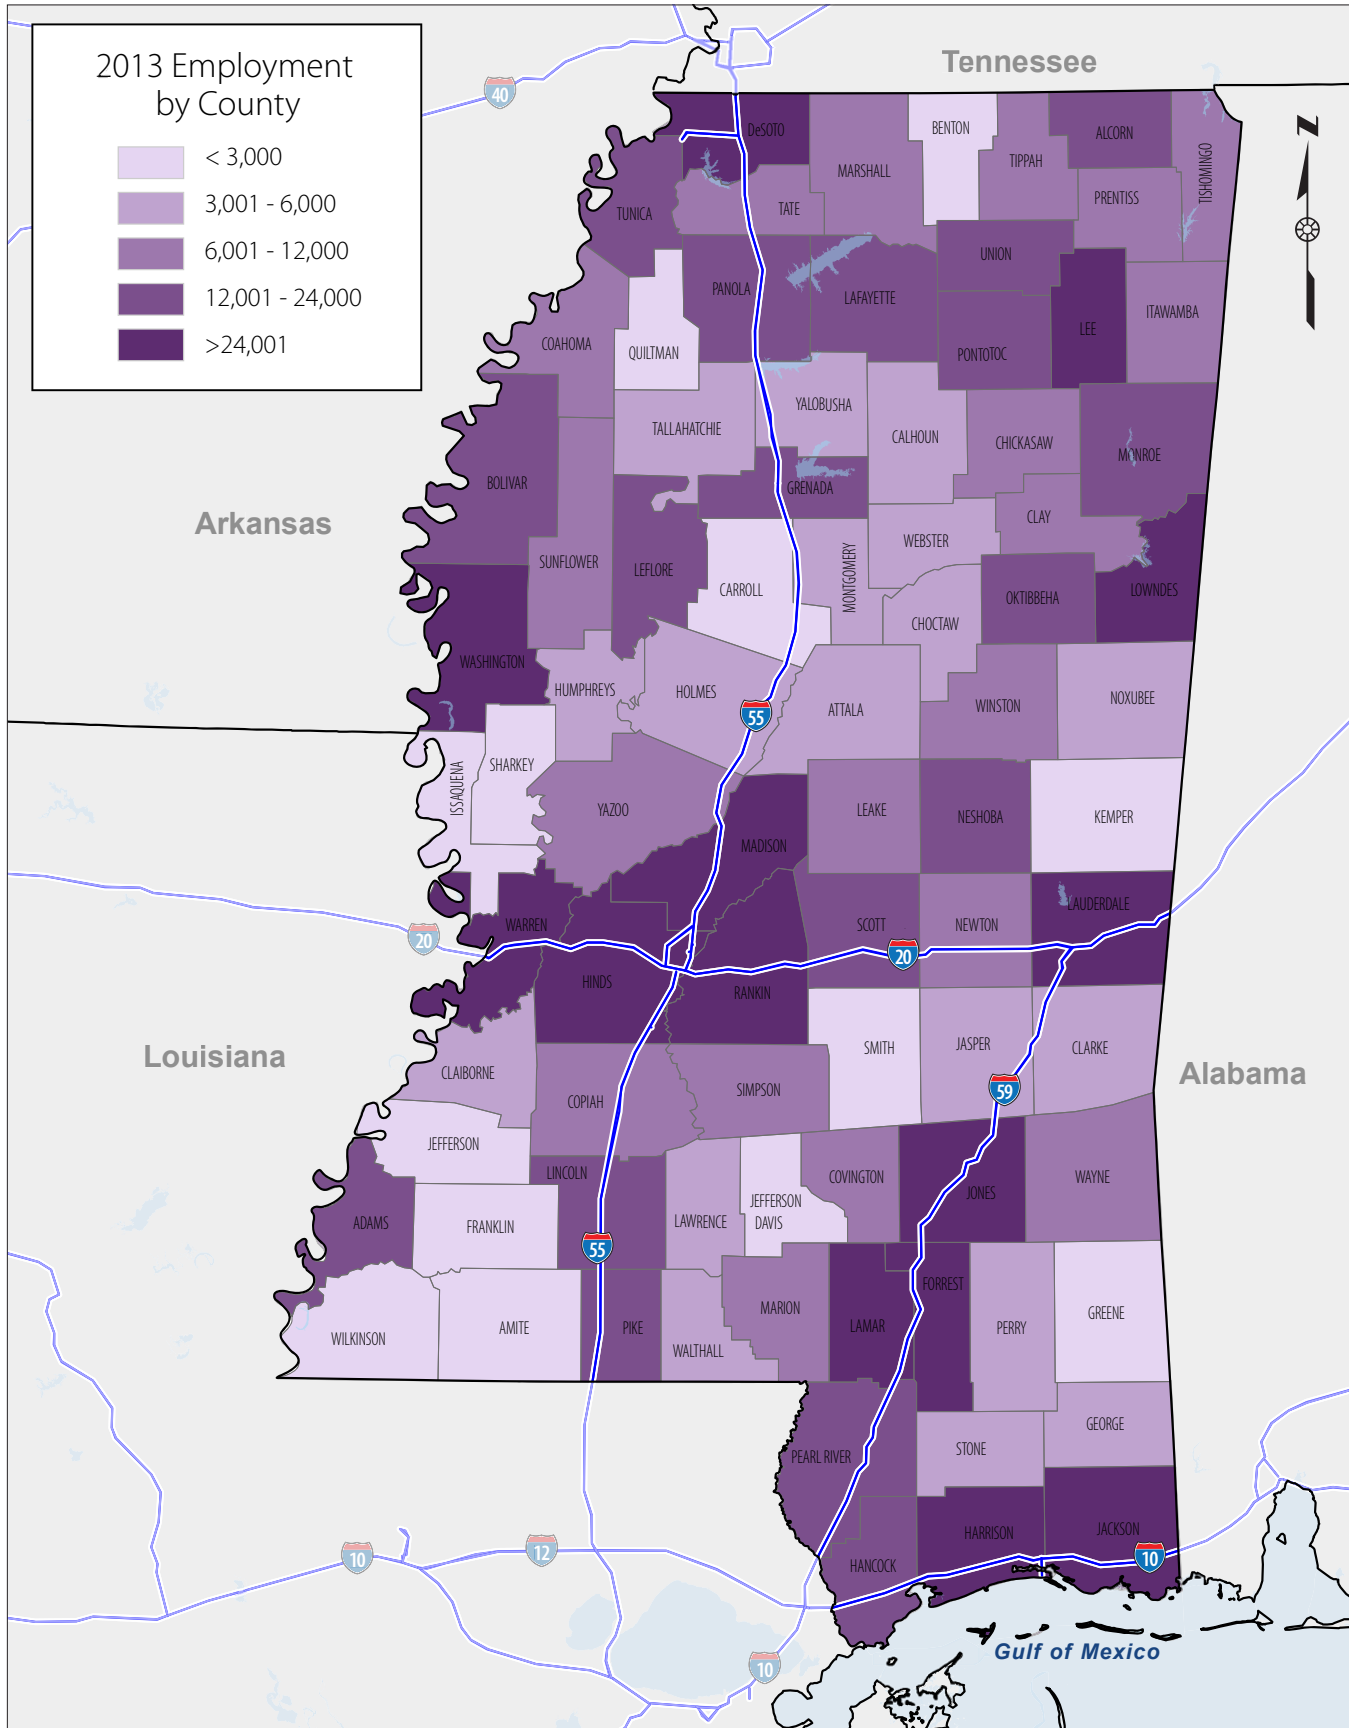 2013 Employment
by County
< 3,000
3,001 - 6,000
6,001 - 12,000
12,001 - 24,000
>24,001
Tennessee
Arkansas
Louisiana
Alabama
Gulf of Mexico
N
40
DeSOTO
MARSHALL
BENTON
TIPPAH
ALCORN
TISHOMINGO
PRENTISS
TUNICA
TATE
UNION
PANOLA
LAFAYETTE
ITAWAMBA
LEE
COAHOMA
QUILTMAN
PONTOTOC
YALOBUSHA
TALLAHATCHIE
CALHOUN
CHICKASAW
MONROE
BOLIVAR
GRENADA
CLAY
SUNFLOWER
LEFLORE
WEBSTER
MONTGOMERY
CARROLL
LOWNDES
OKTIBBEHA
CHOCTAW
WASHINGTON
HUMPHREYS
HOLMES
ATTALA
WINSTON
NOXUBEE
55
SHARKEY
ISSAQUENA
YAZOO
LEAKE
NESHOBA
KEMPER
MADISON
LAUDERDALE
WARREN
SCOTT
NEWTON
20
20
HINDS
RANKIN
SMITH
JASPER
CLARKE
CLAIBORNE
59
SIMPSON
COPIAH
JEFFERSON
LINCOLN
COVINGTON
WAYNE
JONES
JEFFERSON
DAVIS
ADAMS
FRANKLIN
LAWRENCE
55
FORREST
MARION
GREENE
LAMAR
PERRY
WILKINSON
AMITE
PIKE
WALTHALL
GEORGE
STONE
PEARL RIVER
HARRISON
JACKSON
10
12
10
HANCOCK
10